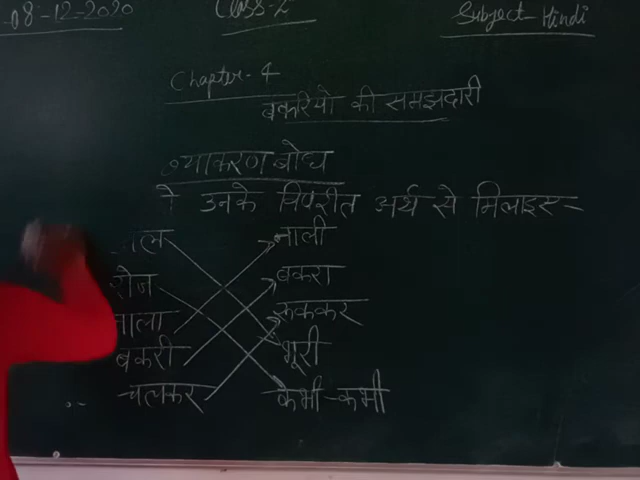 08-12-2020 Class-2 Subject-Hindi
Chapter-4
बकरियो की समझदारी
व्याकरण बोध
उनके विपरीत अर्थ से मिलाइए-
नाली
रोज बकरा
नाला रुककर
बकरी भूरी
चलकर कभी-कभी